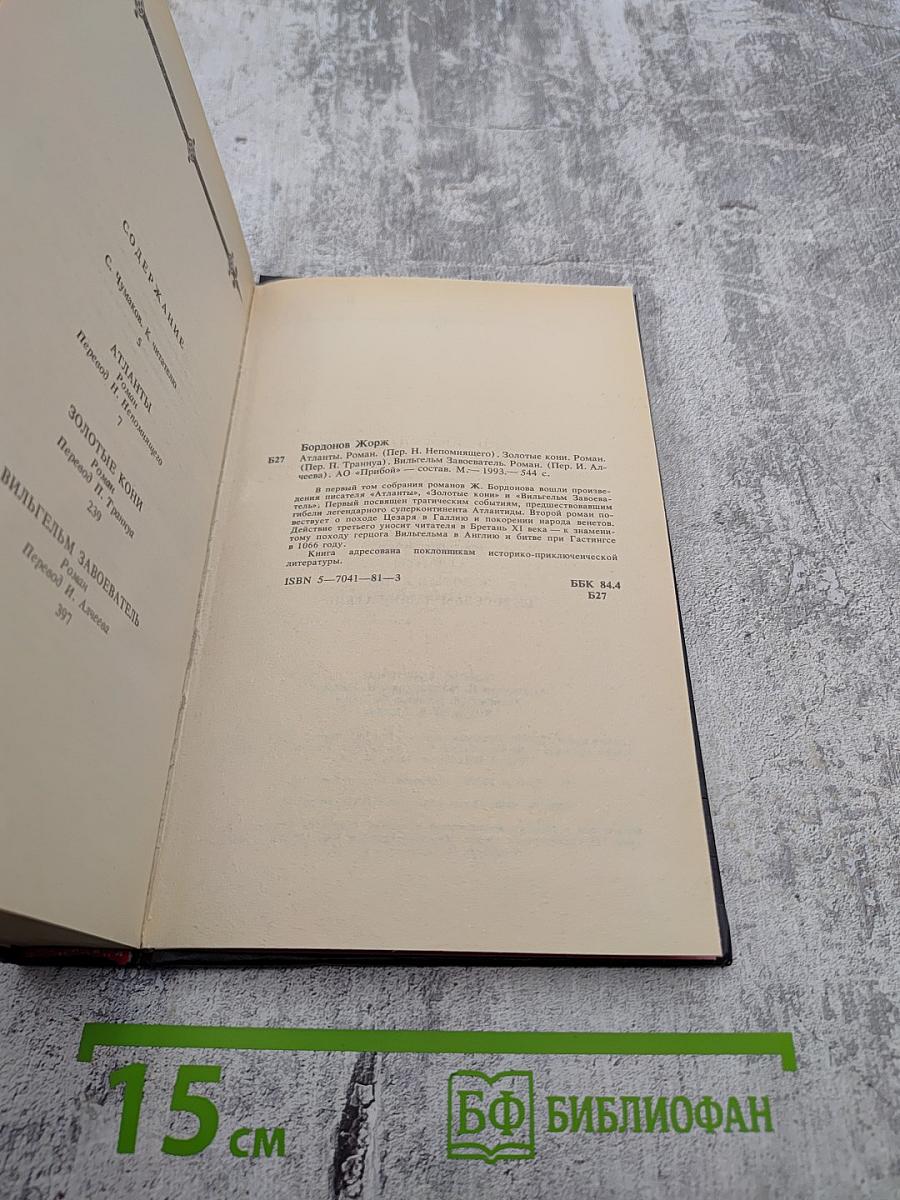 СОДЕРЖАНИЕ
С. Чумаков. К читателю
5
АТЛАНТЫ
Роман
Перевод Н. Непомнящего
7
ЗОЛОТЫЕ КОНИ
Роман
Перевод П. Траннуа
239
ВИЛЬГЕЛЬМ ЗАВОЕВАТЕЛЬ
Роман
Перевод И. Алчеева
397
Бордонов Жорж
Б27 Атланты. Роман. (Пер. Н. Непомнящего). Золотые кони. Роман.
(Пер. П. Траннуа). Вильгельм Завоеватель. Роман. (Пер. И. Ал-
чеева). АО «Прибой» — состав. М.— 1993.— 544 с.
В первый том собрания романов Ж. Бордонова вошли произве-
дения писателя «Атланты», «Золотые кони» и «Вильгельм Завоева-
тель». Первый посвящен трагическим событиям, предшествовавшим
гибели легендарного суперконтинента Атлантиды. Второй роман по-
вествует о походе Цезаря в Галлию и покорении народа венетов.
Действие третьего уносит читателя в Бретань XI века — к знамени-
тому походу герцога Вильгельма в Англию и битве при Гастингсе
в 1066 году.
Книга адресована поклонникам историко-приключенческой
литературы.
ISBN 5—7041—81—3 ББК 84.4
Б27
15 см
БФ БИБЛИОФАН